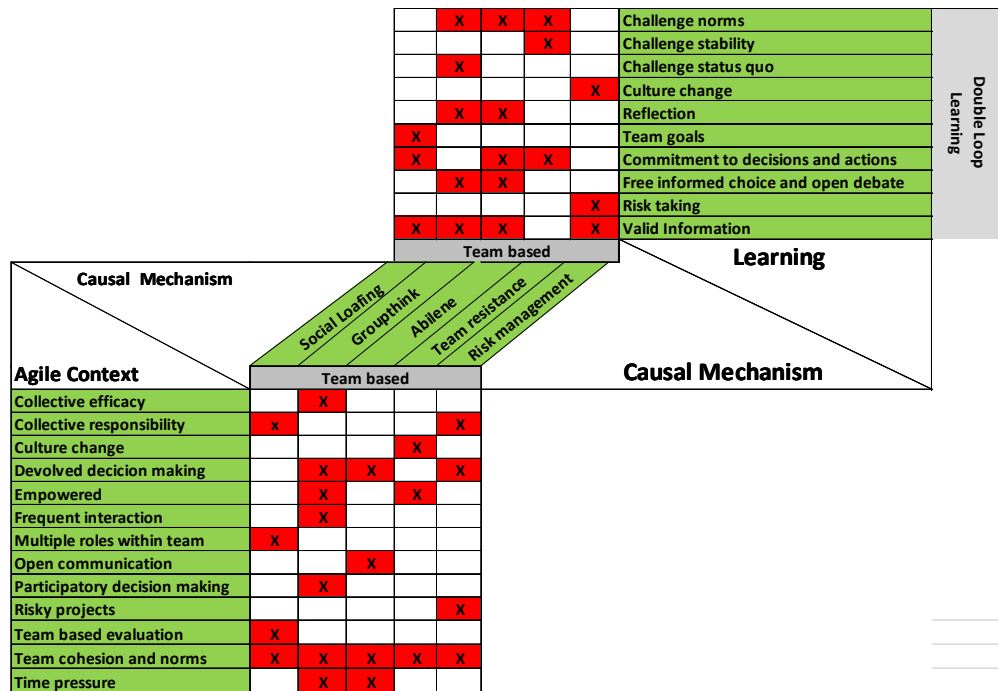 X X X Challenge norms
X Challenge stability
X Challenge status quo
X Culture change
X X Reflection
X Team goals
X X X Commitment to decisions and actions
X X Free informed choice and open debate
X Risk taking
X X X X Valid Information
Double Loop
Learning
Team based
Learning
Causal Mechanism
Social Loafing
Groupthink
Abilene
Team resistance
Risk management
Agile Context
Team based
Causal Mechanism
Collective efficacy X
Collective responsibility x X
Culture change X
Devolved decicion making X X X
Empowered X X
Frequent interaction X
Multiple roles within team X
Open communication X
Participatory decision making X
Risky projects X
Team based evaluation X
Team cohesion and norms X X X X X
Time pressure X X